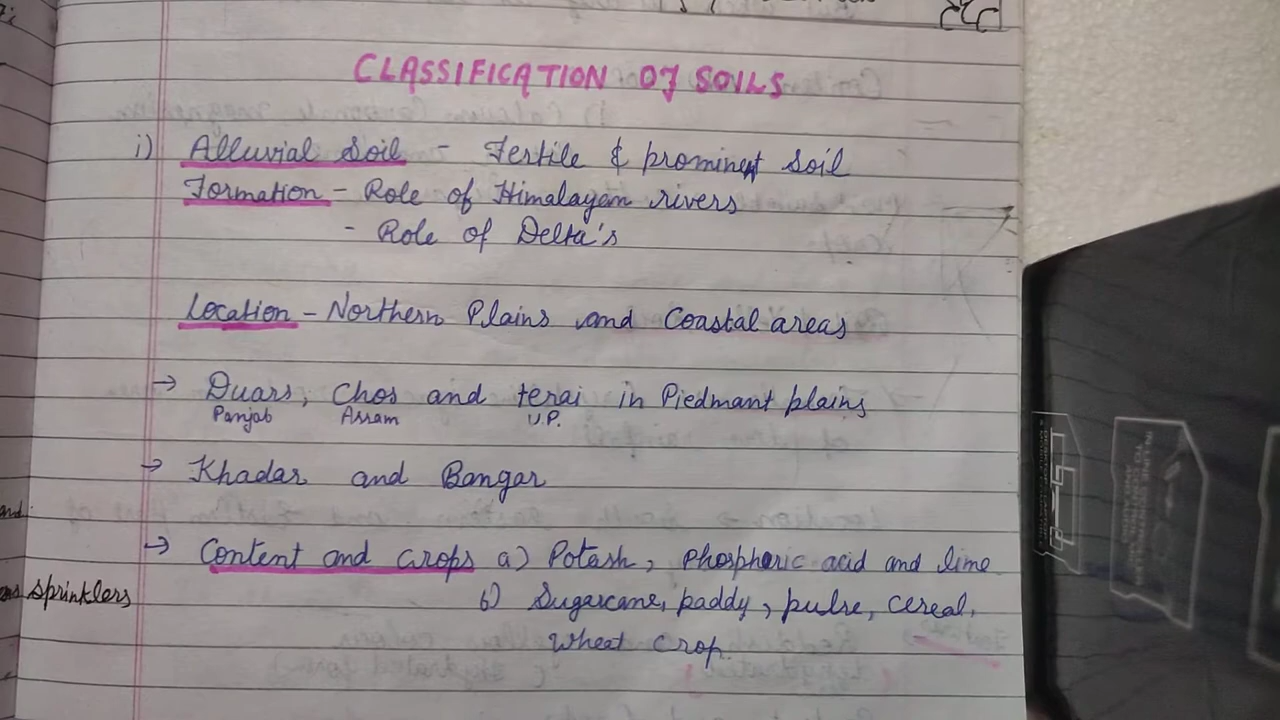 CLASSIFICATION OF SOILS
i) Alluvial Soil - Fertile & prominent soil
Formation - Role of Himalayan rivers
- Role of Delta's
Location - Northern Plains and Coastal areas
→ Duars, Chos and terai in Piedmant plains
Panjab Assam U.P.
→ Khadar and Bangar
→ Content and crops a) Potash, Phosphoric acid and lime
b) Sugarcane, paddy, pulse, cereal,
Wheat crop.
and
sprinklers